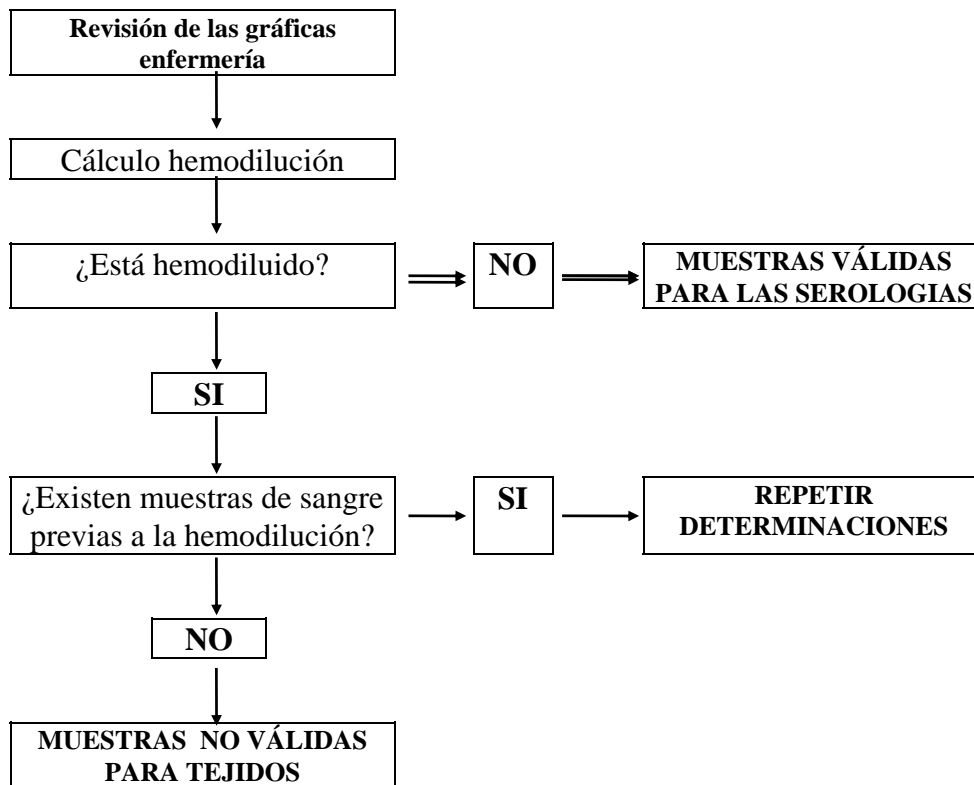 Revisión de las gráficas
enfermería
Cálculo hemodilución
¿Está hemodiluido?
NO
MUESTRAS VÁLIDAS
PARA LAS SEROLOGIAS
SI
¿Existen muestras de sangre
previas a la hemodilución?
SI
REPETIR
DETERMINACIONES
NO
MUESTRAS NO VÁLIDAS
PARA TEJIDOS